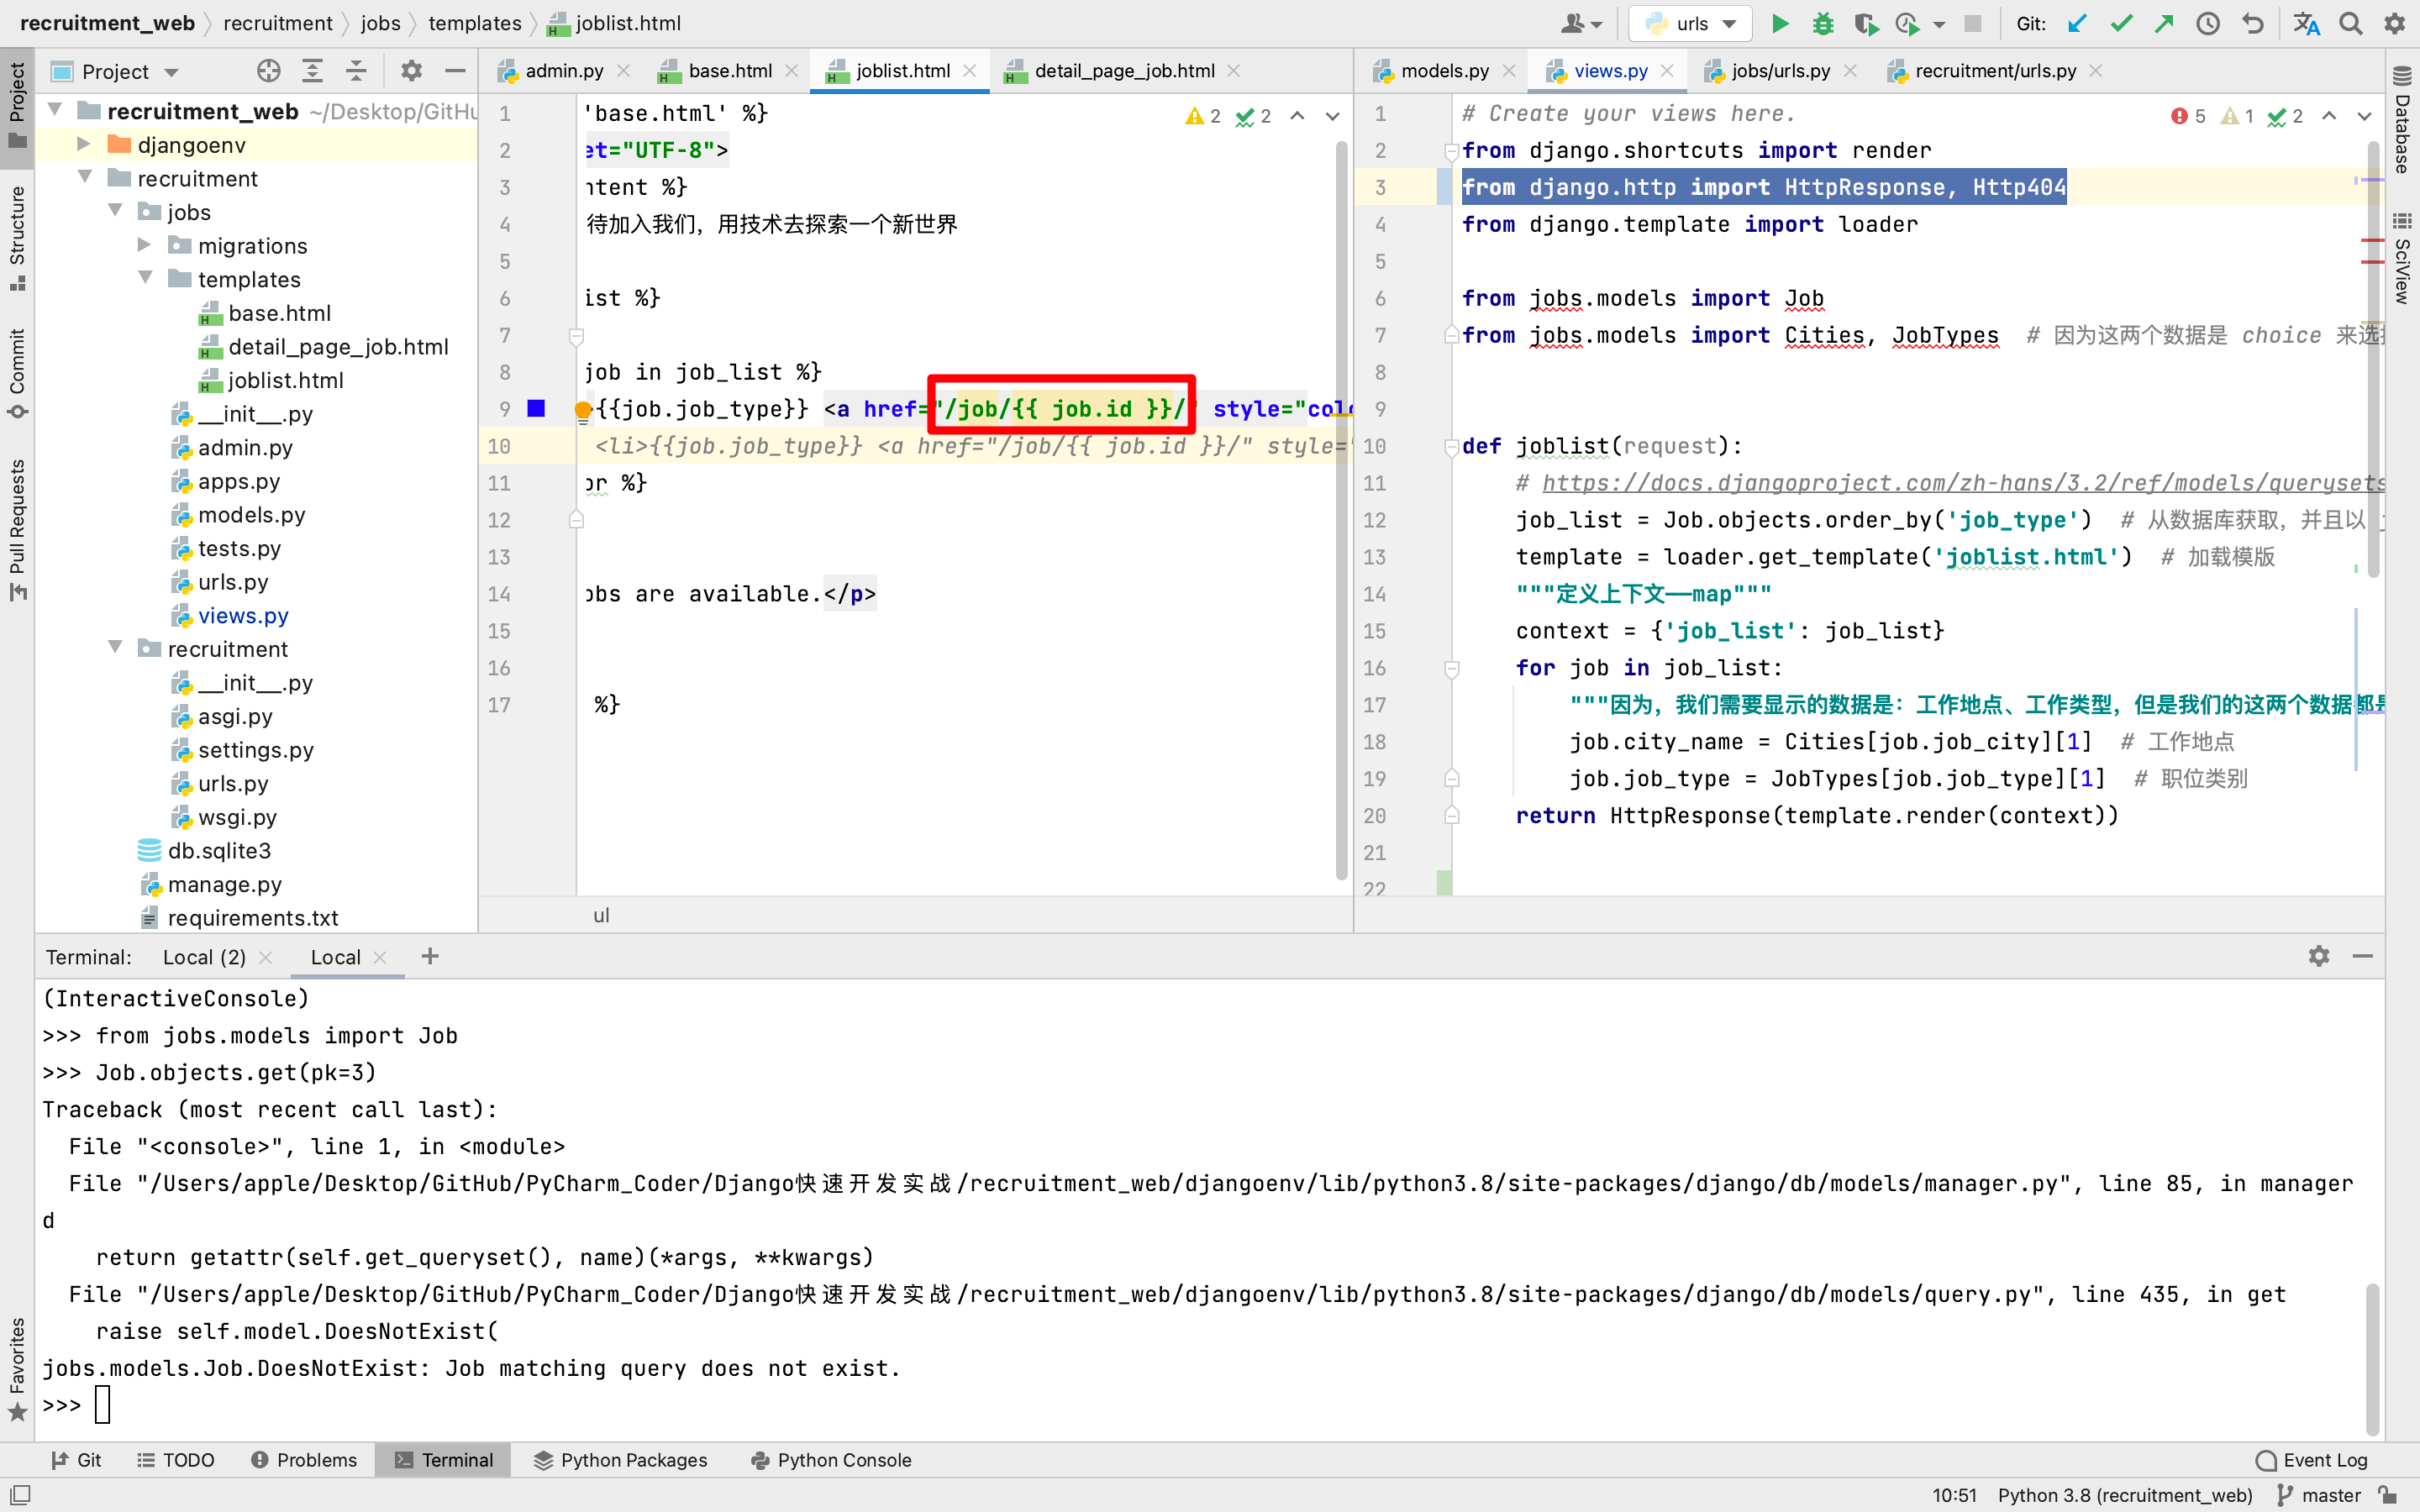 recruitment_web recruitment jobs templates joblist.html
urls
Git:
Project
admin.py base.html joblist.html detail_page_job.html
models.py views.py jobs/urls.py recruitment/urls.py
Project
Structure
Commit
Pull Requests
Favorites
Database
SciView
recruitment_web ~/Desktop/GitHu
djangoenv
recruitment
jobs
migrations
templates
base.html
detail_page_job.html
joblist.html
__init__.py
admin.py
apps.py
models.py
tests.py
urls.py
views.py
recruitment
__init__.py
asgi.py
settings.py
urls.py
wsgi.py
db.sqlite3
manage.py
requirements.txt
2 2
1 'base.html' %}
2 et="UTF-8">
3 ntent %}
4 待加入我们，用技术去探索一个新世界
5
6 ist %}
7
8 job in job_list %}
9 {{job.job_type}} <a href="/job/{{ job.id }}/" style="colo
10 <li>{{job.job_type}} <a href="/job/{{ job.id }}/" style="
11 or %}
12
13
14 obs are available.</p>
15
16
17 %}
ul
5 1 2
1 # Create your views here.
2 from django.shortcuts import render
3 from django.http import HttpResponse, Http404
4 from django.template import loader
5
6 from jobs.models import Job
7 from jobs.models import Cities, JobTypes # 因为这两个数据是 choice 来选择
8
9
10 def joblist(request):
11 # https://docs.djangoproject.com/zh-hans/3.2/ref/models/querysets
12 job_list = Job.objects.order_by('job_type') # 从数据库获取，并且以
13 template = loader.get_template('joblist.html') # 加载模版
14 """定义上下文——map"""
15 context = {'job_list': job_list}
16 for job in job_list:
17 """因为，我们需要显示的数据是：工作地点、工作类型，但是我们的这两个数据都是
18 job.city_name = Cities[job.job_city][1] # 工作地点
19 job.job_type = JobTypes[job.job_type][1] # 职位类别
20 return HttpResponse(template.render(context))
21
22
Terminal: Local (2) Local
(InteractiveConsole)
>>> from jobs.models import Job
>>> Job.objects.get(pk=3)
Traceback (most recent call last):
File "<console>", line 1, in <module>
File "/Users/apple/Desktop/GitHub/PyCharm_Coder/Django快速开发实战/recruitment_web/djangoenv/lib/python3.8/site-packages/django/db/models/manager.py", line 85, in manager
d
return getattr(self.get_queryset(), name)(*args, **kwargs)
File "/Users/apple/Desktop/GitHub/PyCharm_Coder/Django快速开发实战/recruitment_web/djangoenv/lib/python3.8/site-packages/django/db/models/query.py", line 435, in get
raise self.model.DoesNotExist(
jobs.models.Job.DoesNotExist: Job matching query does not exist.
>>>
Git TODO Problems Terminal Python Packages Python Console Event Log
10:51 Python 3.8 (recruitment_web) master